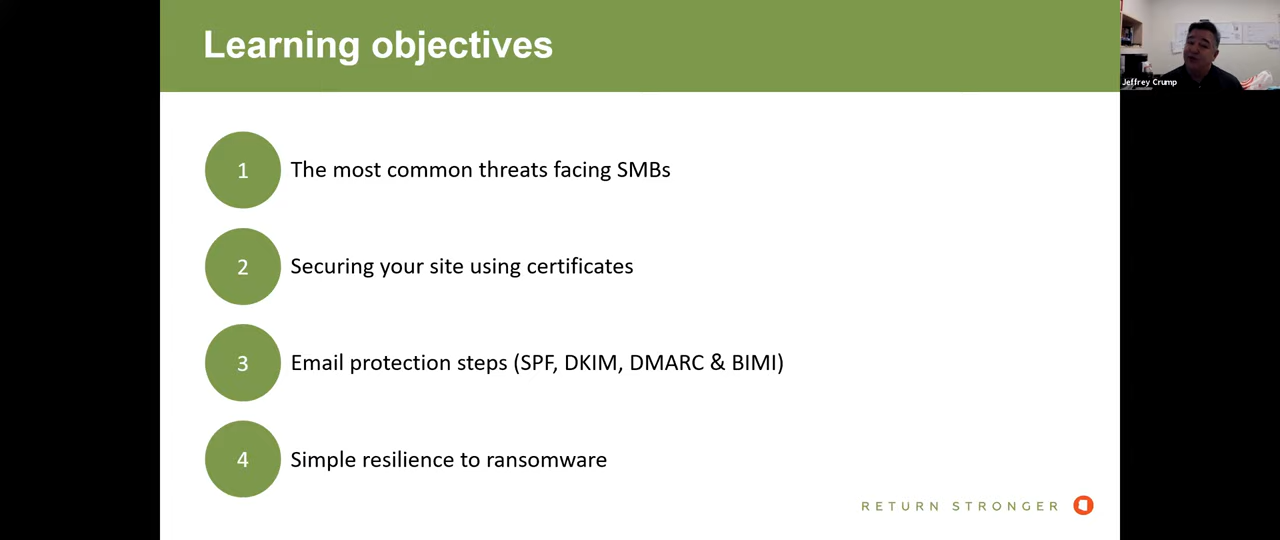 Learning objectives
Jeffrey Crump
1 The most common threats facing SMBs
2 Securing your site using certificates
3 Email protection steps (SPF, DKIM, DMARC & BIMI)
4 Simple resilience to ransomware
RETURN STRONGER